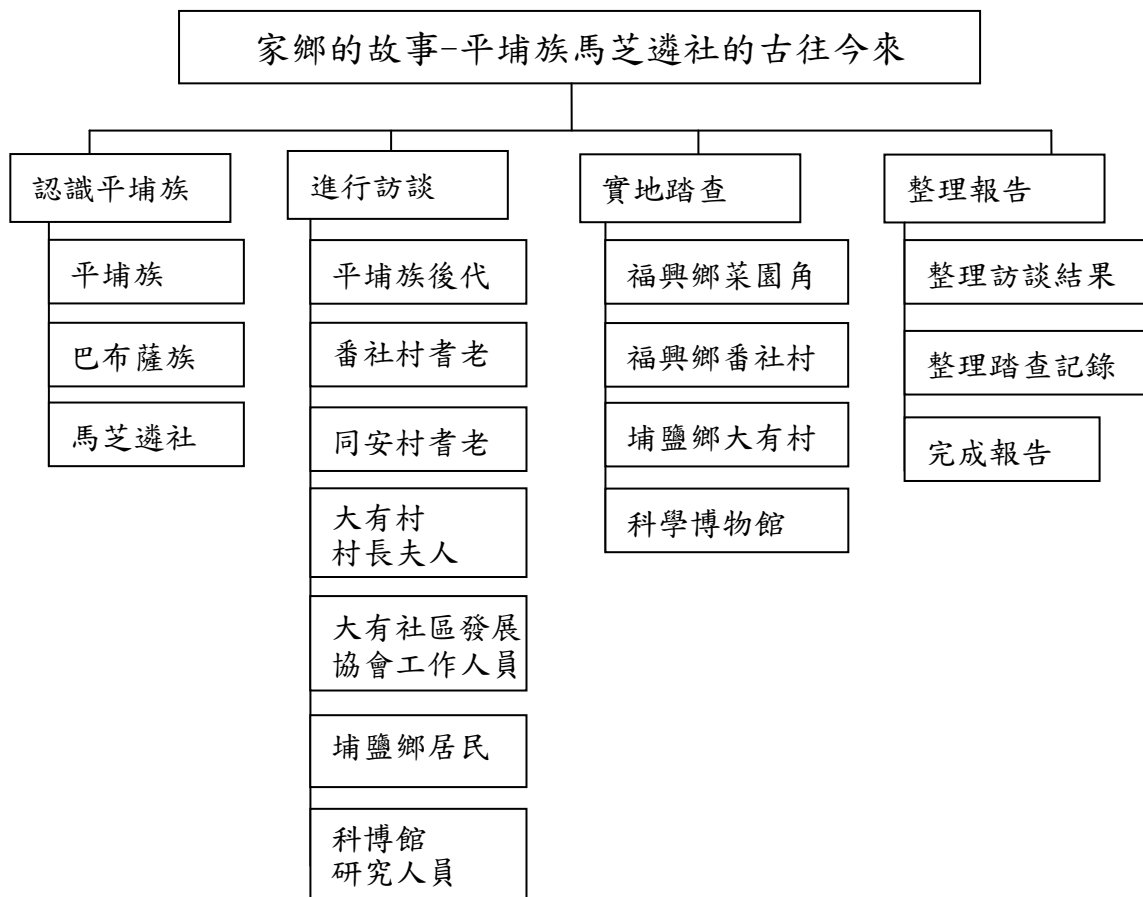 家鄉的故事-平埔族馬芝遴社的古往今來
認識平埔族
平埔族
巴布薩族
馬芝遴社
進行訪談
平埔族後代
番社村耆老
同安村耆老
大有村
村長夫人
大有社區發展
協會工作人員
埔鹽鄉居民
科博館
研究人員
實地踏查
福興鄉菜園角
福興鄉番社村
埔鹽鄉大有村
科學博物館
整理報告
整理訪談結果
整理踏查記錄
完成報告